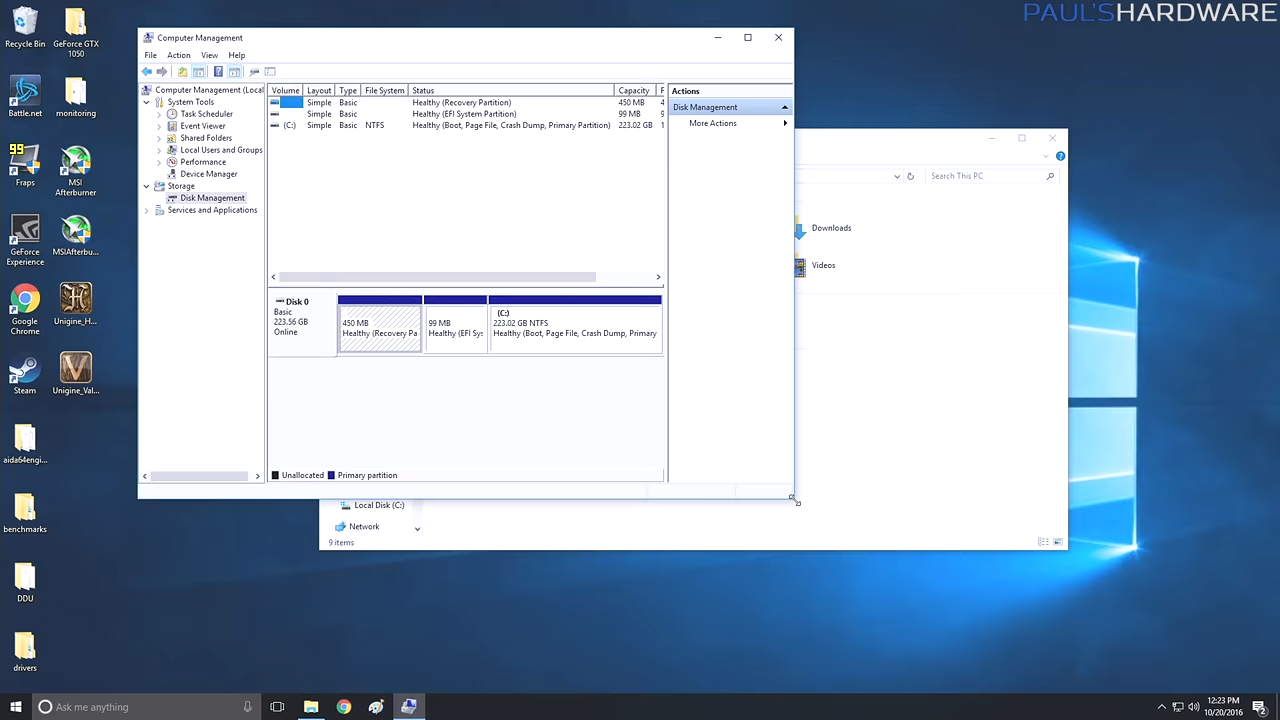 PAUL'SHARDWARE
Recycle Bin
GeForce GTX
1050
Battle.net
monitoring
99
Fraps
MSI
Afterburner
GeForce
Experience
MSIAfterbu...
Google
Chrome
Unigine_H...
Steam
Unigine_Val...
aida64engi...
benchmarks
DDU
drivers
Computer Management
File Action View Help
Computer Management (Local
System Tools
Task Scheduler
Event Viewer
Shared Folders
Local Users and Groups
Performance
Device Manager
Storage
Disk Management
Services and Applications
Volume Layout Type File System Status Capacity F
Simple Basic Healthy (Recovery Partition) 450 MB 4
Simple Basic Healthy (EFI System Partition) 99 MB 9
(C:) Simple Basic NTFS Healthy (Boot, Page File, Crash Dump, Primary Partition) 223.02 GB 1
Disk 0
Basic
223.56 GB
Online
450 MB
Healthy (Recovery Pa
99 MB
Healthy (EFI Sys
(C:)
223.02 GB NTFS
Healthy (Boot, Page File, Crash Dump, Primary
Unallocated Primary partition
Actions
Disk Management
More Actions
Search This PC
Downloads
Videos
Local Disk (C:)
Network
9 items
Ask me anything
12:23 PM
10/20/2016
2